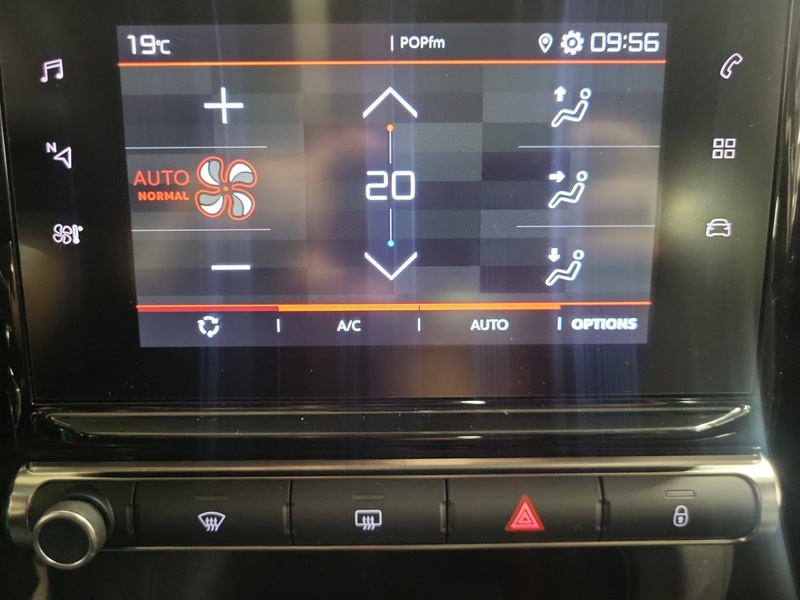 19°C
| POPfm
09:56
N
AUTO
NORMAL
20
A/C
AUTO
OPTIONS